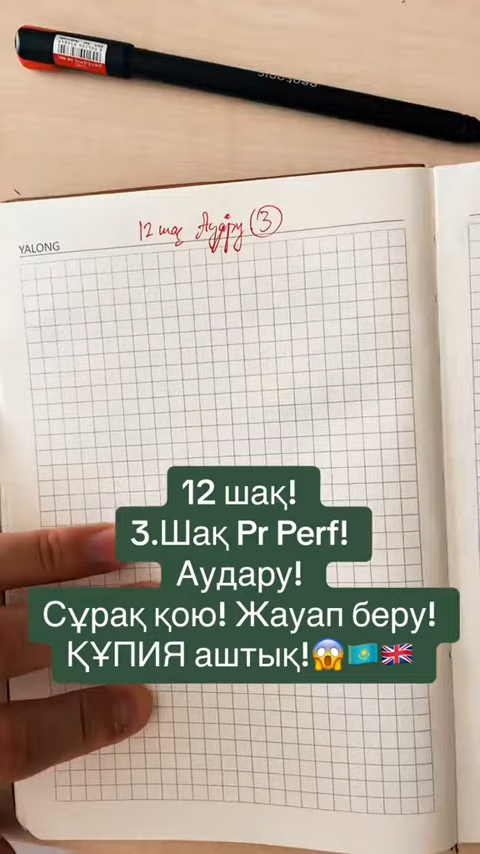 12 шақ Аудару 3
YALONG
12 шақ!
3.Шақ Pr Perf!
Аудару!
Сұрақ қою! Жауап беру!
ҚҰПИЯ аштық!😱🇰🇿🇬🇧